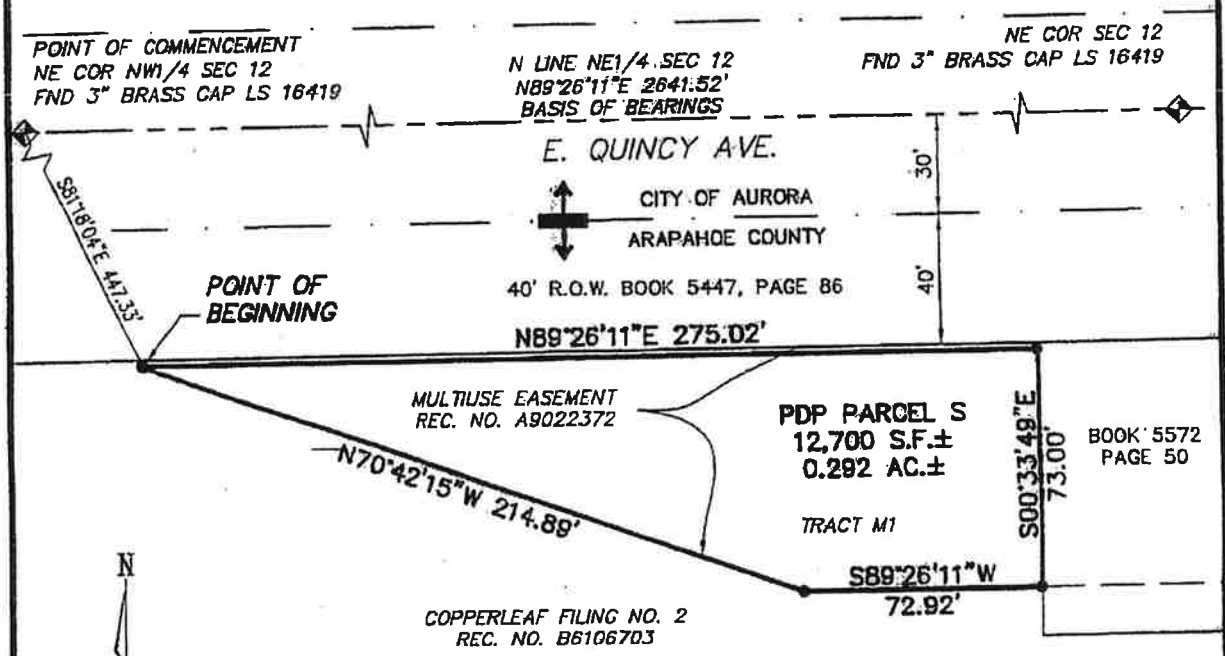 POINT OF COMMENCEMENT
NE COR NW1/4 SEC 12
FND 3" BRASS CAP LS 16419
N LINE NE1/4 SEC 12
N89°26'11"E 2641.52'
BASIS OF BEARINGS
NE COR SEC 12
FND 3" BRASS CAP LS 16419
E. QUINCY AVE.
30'
CITY OF AURORA
ARAPAHOE COUNTY
S81°18'04"E 447.33'
POINT OF
BEGINNING
40' R.O.W. BOOK 5447, PAGE 86
40'
N89°26'11"E 275.02'
MULTIUSE EASEMENT
REC. NO. A9022372
PDP PARCEL S
12,700 S.F.±
0.292 AC.±
S00°33'49"E
73.00'
BOOK 5572
PAGE 50
N70°42'15"W 214.89'
TRACT M1
S89°26'11"W
72.92'
N
COPPERLEAF FILING NO. 2
REC. NO. B6106703